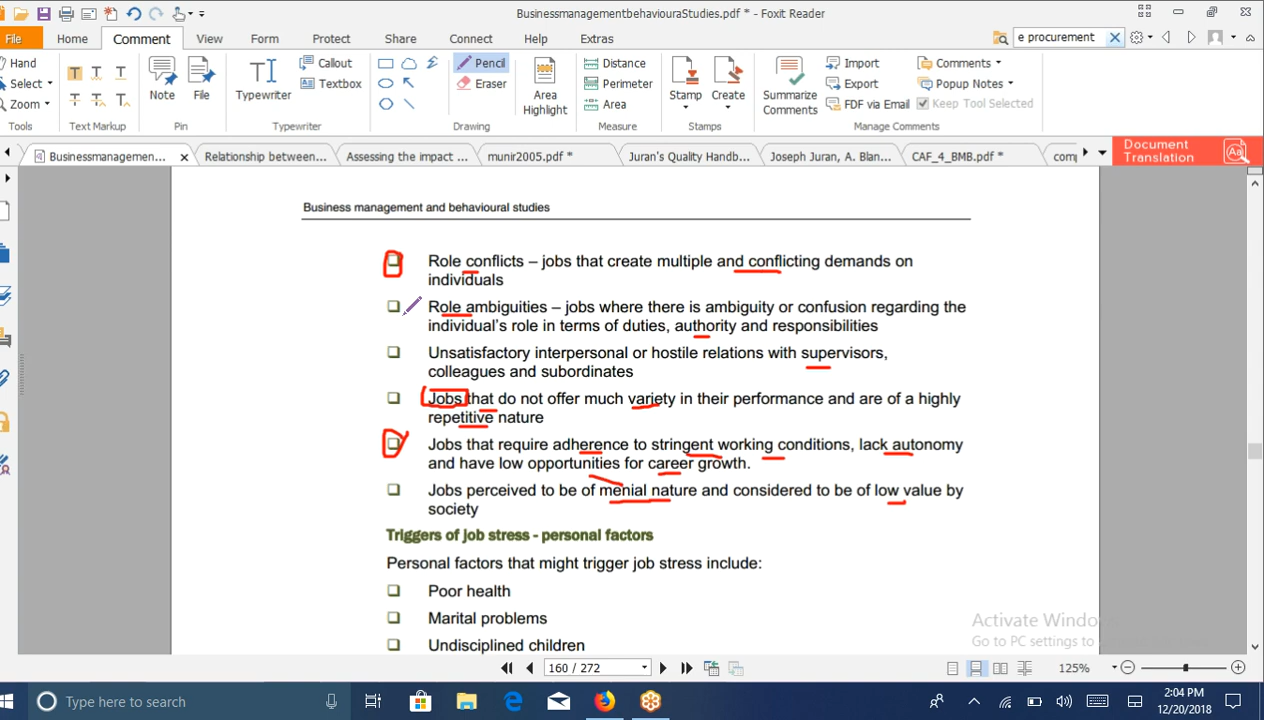 BusinessmanagementbehaviouraStudies.pdf * - Foxit Reader
File Home Comment View Form Protect Share Connect Help Extras
e procurement
Hand
Select
Zoom
Tools
Text Markup
Note
File
Pin
Typewriter
Callout
Textbox
Typewriter
Pencil
Eraser
Area
Highlight
Drawing
Distance
Perimeter
Area
Measure
Stamp
Create
Stamps
Summarize
Comments
Import
Export
FDF via Email
Comments
Popup Notes
Keep Tool Selected
Manage Comments
Businessmanagemen... Relationship between... Assessing the impact ... munir2005.pdf * Juran's Quality Handb... Joseph Juran, A. Blan... CAF_4_BMB.pdf * com
Document
Translation
Business management and behavioural studies
Role conflicts – jobs that create multiple and conflicting demands on
individuals
Role ambiguities – jobs where there is ambiguity or confusion regarding the
individual's role in terms of duties, authority and responsibilities
Unsatisfactory interpersonal or hostile relations with supervisors,
colleagues and subordinates
Jobs that do not offer much variety in their performance and are of a highly
repetitive nature
Jobs that require adherence to stringent working conditions, lack autonomy
and have low opportunities for career growth.
Jobs perceived to be of menial nature and considered to be of low value by
society
Triggers of job stress - personal factors
Personal factors that might trigger job stress include:
Poor health
Marital problems
Undisciplined children
Activate Windo
Go to PC settings to
160 / 272
125%
Type here to search
2:04 PM
12/20/2018